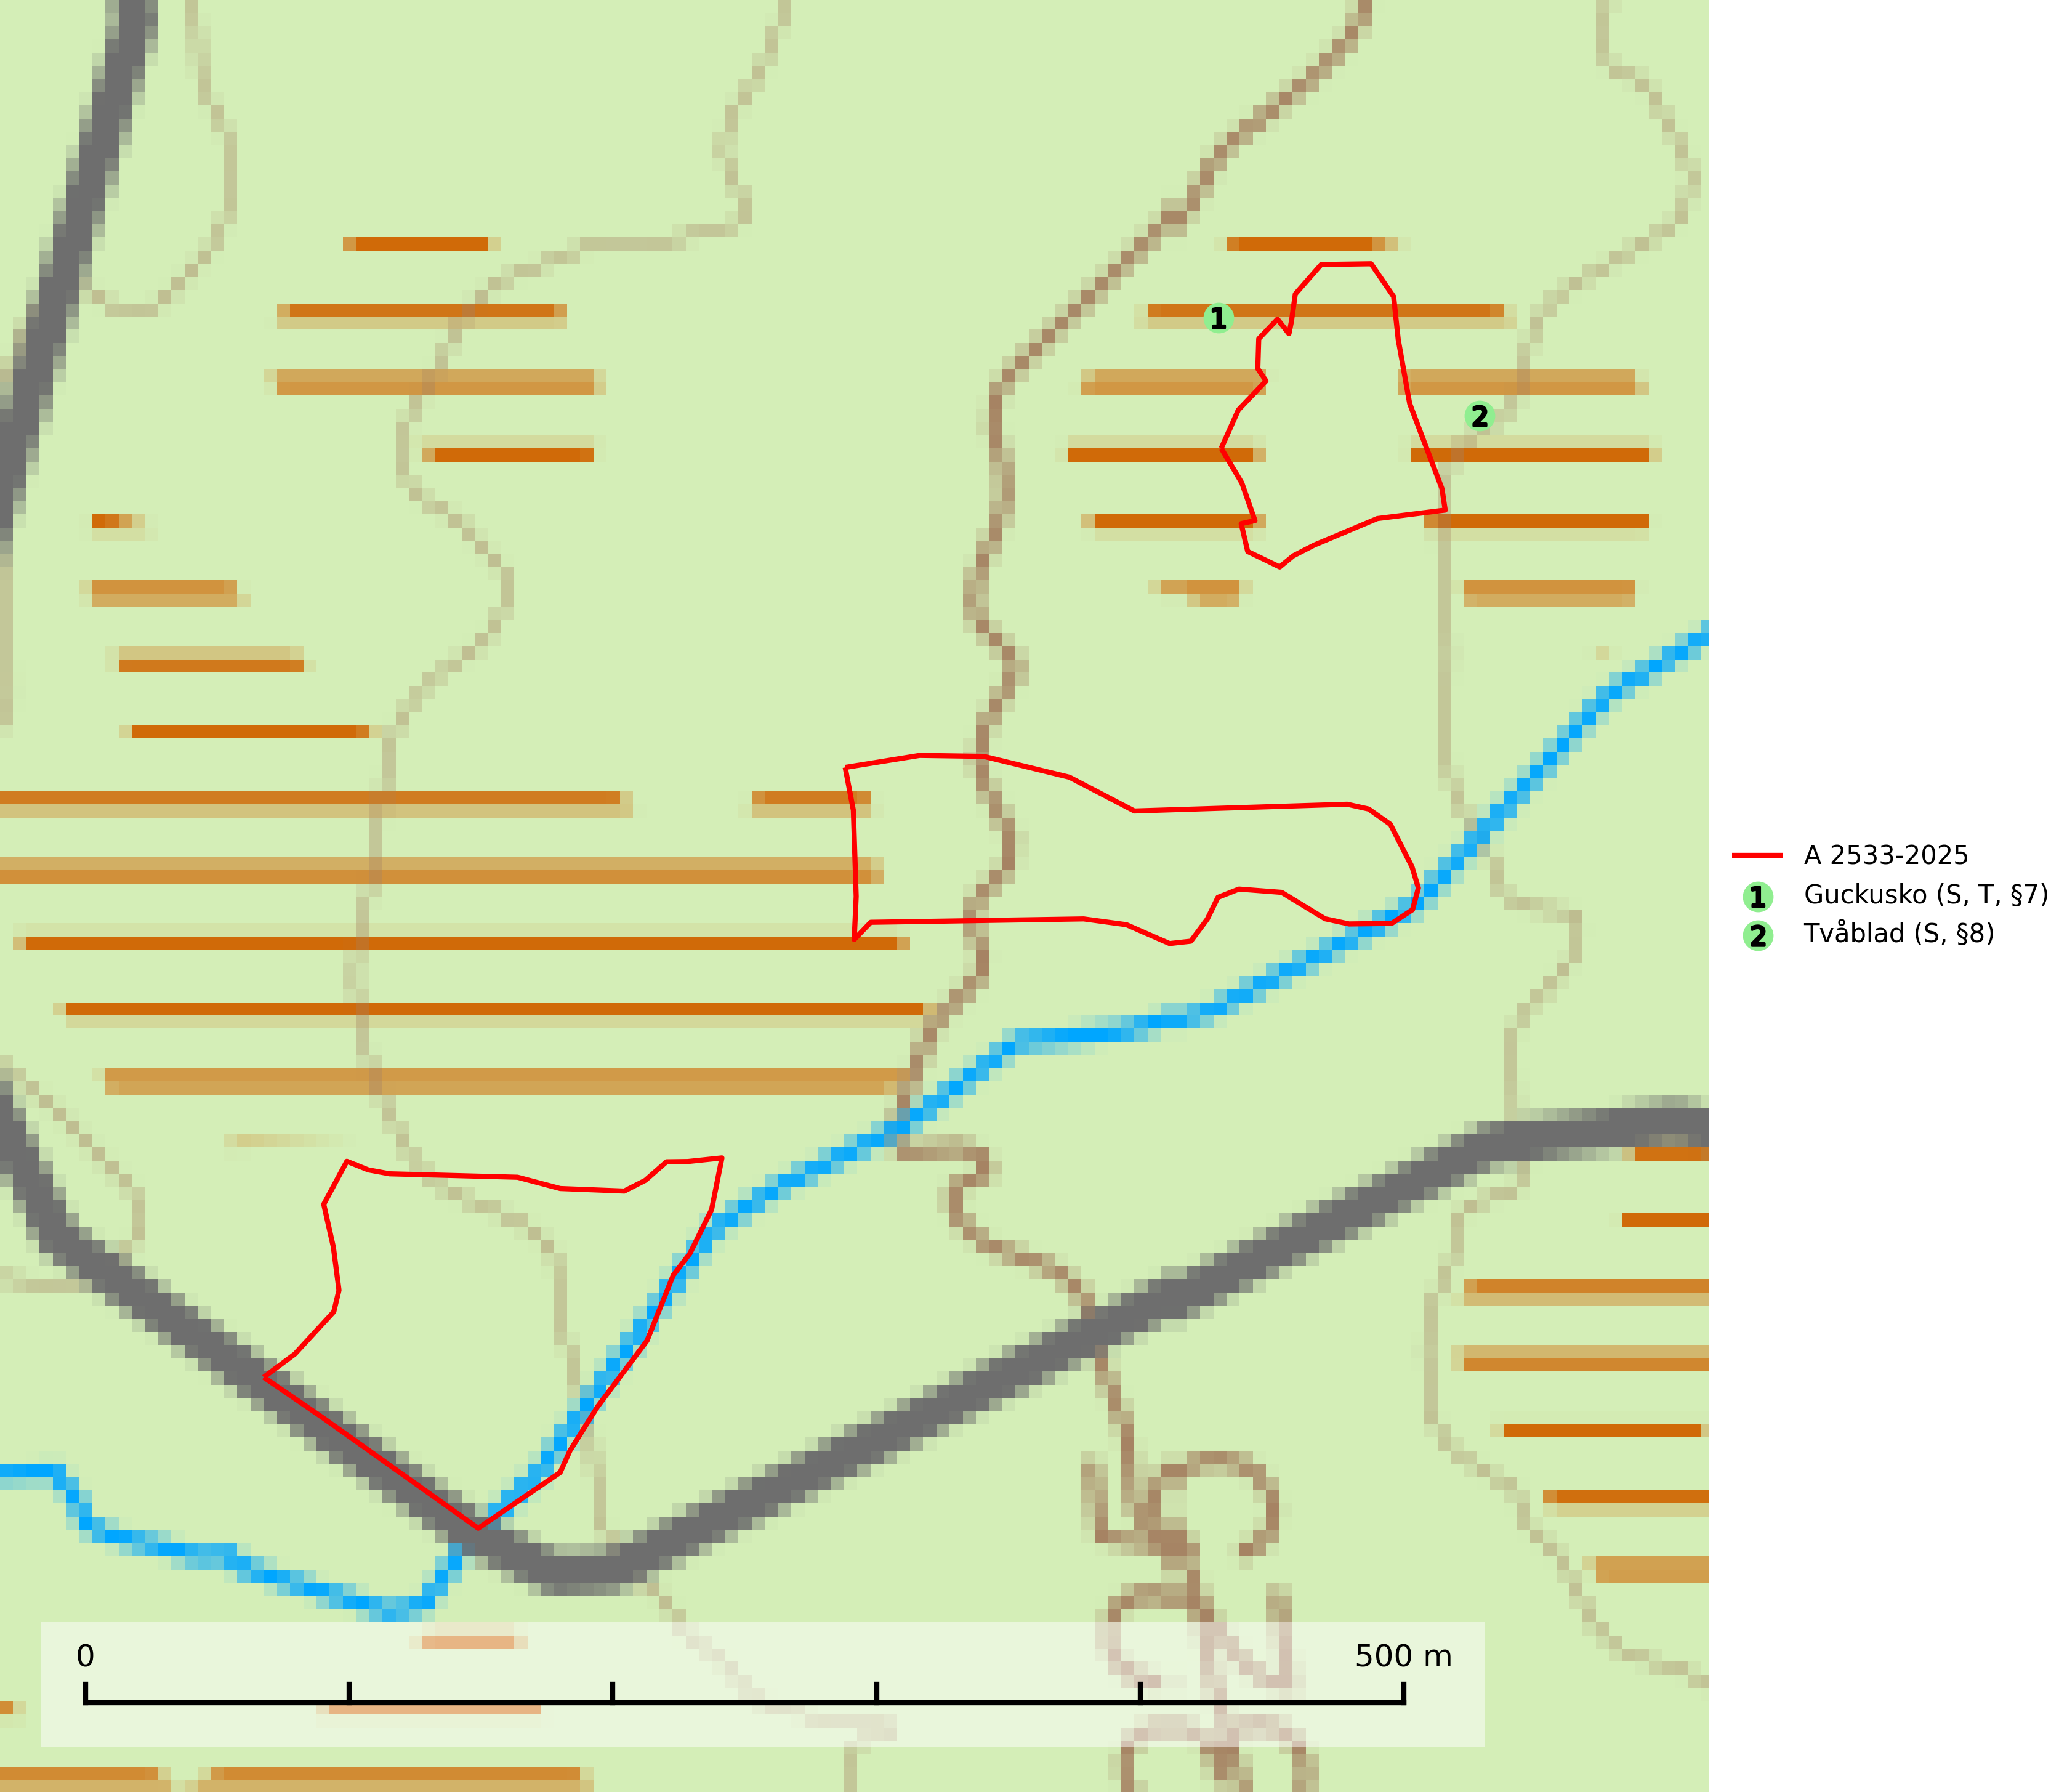 1
2
A 2533-2025
1 Guckusko (S, T, §7)
2 Tvåblad (S, §8)
0 500 m